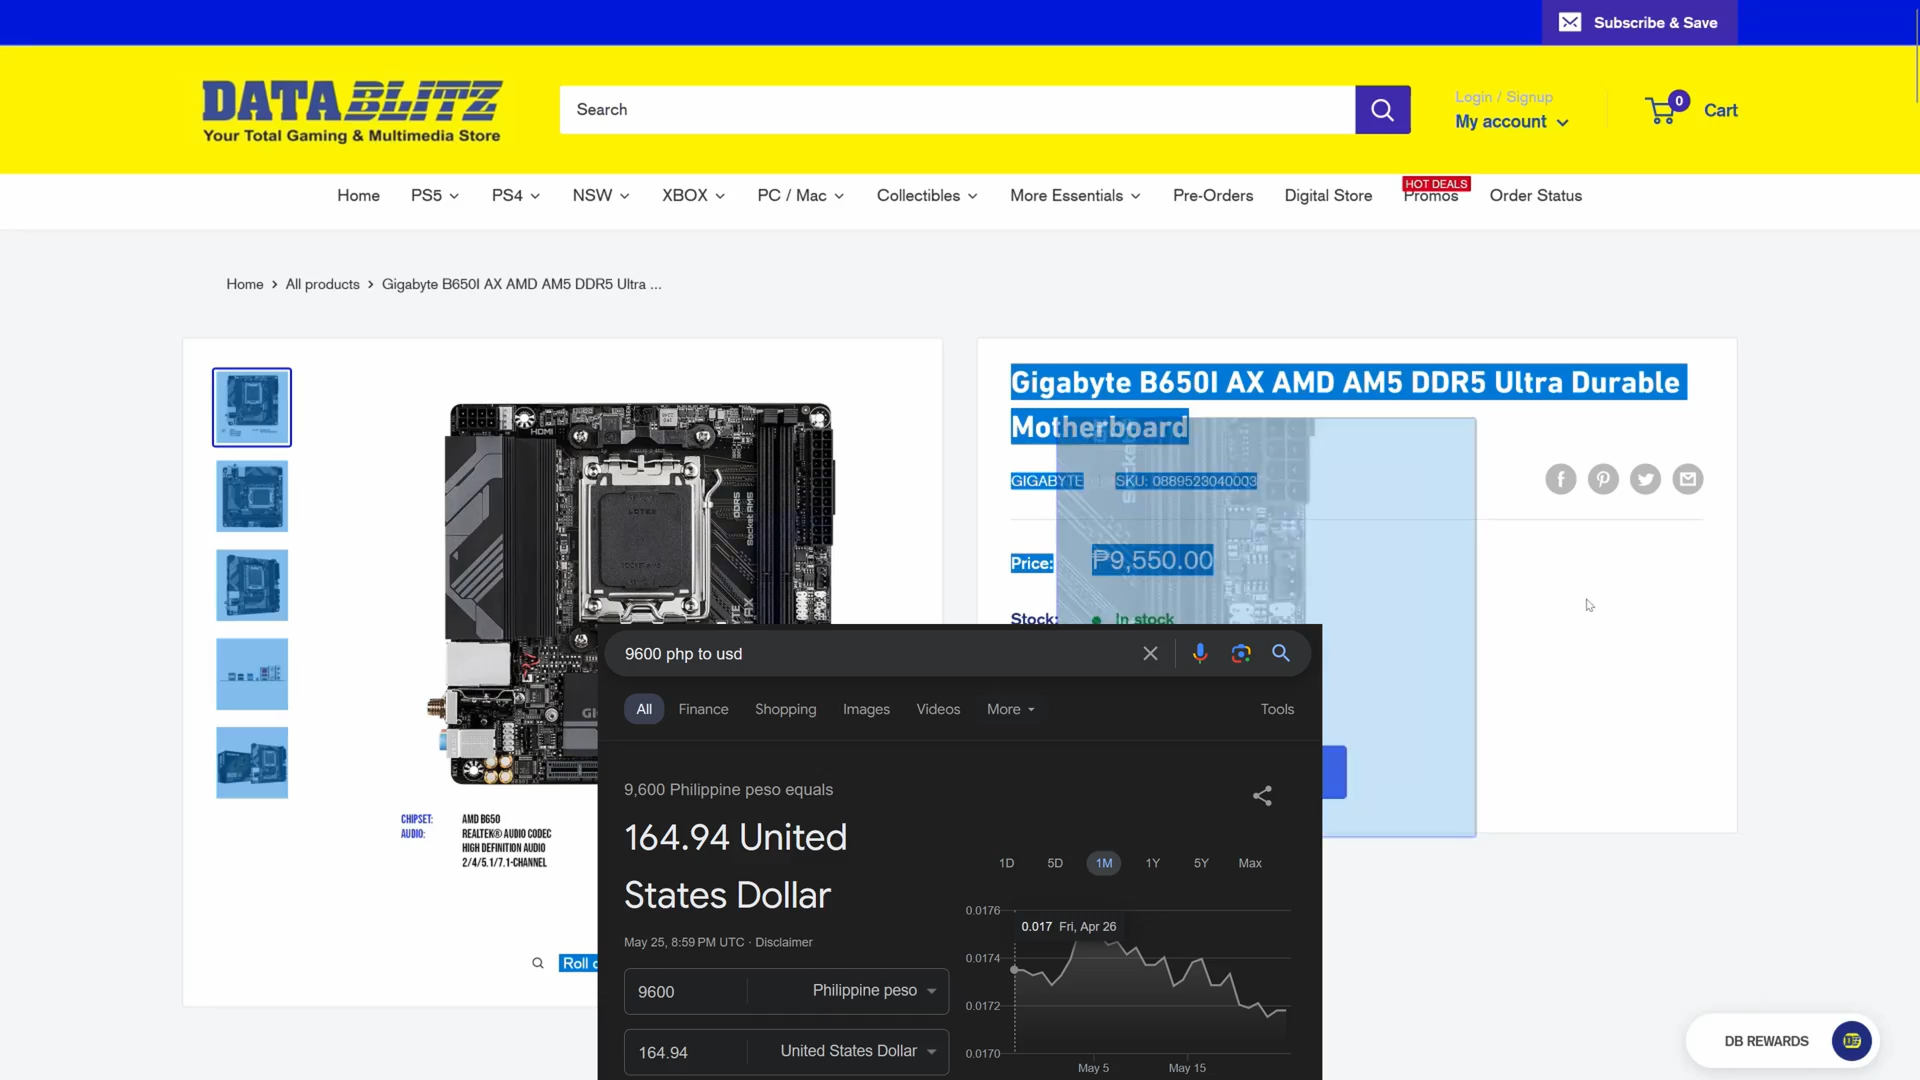 Subscribe & Save
DATA BLITZ
Your Total Gaming & Multimedia Store
Search
Login / Signup
My account
0
Cart
HOT DEALS
Home PS5 PS4 NSW XBOX PC / Mac Collectibles More Essentials Pre-Orders Digital Store Promos Order Status
Home > All products > Gigabyte B650I AX AMD AM5 DDR5 Ultra ...
Gigabyte B650I AX AMD AM5 DDR5 Ultra Durable
Motherboard
GIGABYTE SKU: 0889523040003
Price: ₱9,550.00
Stock: In stock
HDMI
LOTES
DDR5
Socket AM5
CHIPSET: AMD B650
AUDIO: REALTEK® AUDIO CODEC
HIGH DEFINITION AUDIO
2/4/5.1/7.1-CHANNEL
Roll
9600 php to usd
All Finance Shopping Images Videos More Tools
9,600 Philippine peso equals
164.94 United
States Dollar
May 25, 8:59 PM UTC · Disclaimer
9600 Philippine peso
164.94 United States Dollar
1D 5D 1M 1Y 5Y Max
0.017 Fri, Apr 26
0.0176
0.0174
0.0172
0.0170
May 5 May 15
DB REWARDS